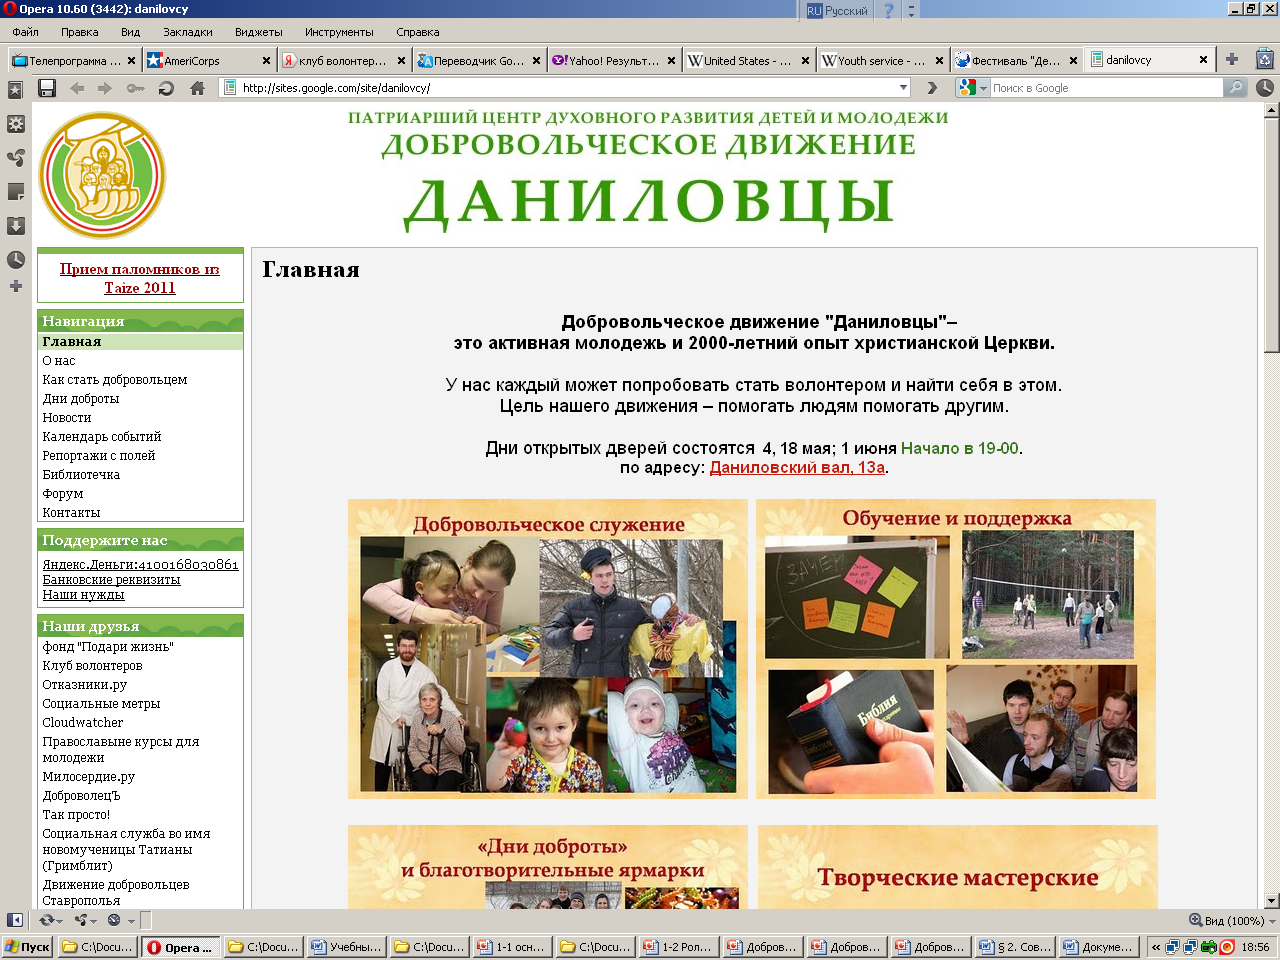 Opera 10.60 (3442): danilovcy
RU Русский
Файл Правка Вид Закладки Виджеты Инструменты Справка
Телепрограмма ... AmeriCorps клуб волонтер... Переводчик Go... Yahoo! Результ... United States - ... Youth service - ... Фестиваль "Де... danilovcy
http://sites.google.com/site/danilovcy/
Поиск в Google
ПАТРИАРШИЙ ЦЕНТР ДУХОВНОГО РАЗВИТИЯ ДЕТЕЙ И МОЛОДЕЖИ
ДОБРОВОЛЬЧЕСКОЕ ДВИЖЕНИЕ
ДАНИЛОВЦЫ
Прием паломников из
Taize 2011
Навигация
Главная
О нас
Как стать добровольцем
Дни доброты
Новости
Календарь событий
Репортажи с полей
Библиотечка
Форум
Контакты
Поддержите нас
Яндекс.Деньги:4100168030861
Банковские реквизиты
Наши нужды
Наши друзья
фонд "Подари жизнь"
Клуб волонтеров
Отказники.ру
Социальные метры
Cloudwatcher
Православыне курсы для
молодежи
Милосердие.ру
ДоброволецЪ
Так просто!
Социальная служба во имя
новомученицы Татианы
(Гримблит)
Движение добровольцев
Ставрополья
Главная
Добровольческое движение "Даниловцы"–
это активная молодежь и 2000-летний опыт христианской Церкви.
У нас каждый может попробовать стать волонтером и найти себя в этом.
Цель нашего движения – помогать людям помогать другим.
Дни открытых дверей состоятся 4, 18 мая; 1 июня Начало в 19-00.
по адресу: Даниловский вал, 13а.
Добровольческое служение
Обучение и поддержка
ЗАЧЕМ
Библия
«Дни доброты»
и благотворительные ярмарки
Творческие мастерские
Вид (100%)
Пуск C:\Docu... Opera ... C:\Docu... Учебны... C:\Docu... 1-1 осн... C:\Docu... 1-2 Рол... Добров... Добров... Добров... § 2. Сов... Докуме... 18:56